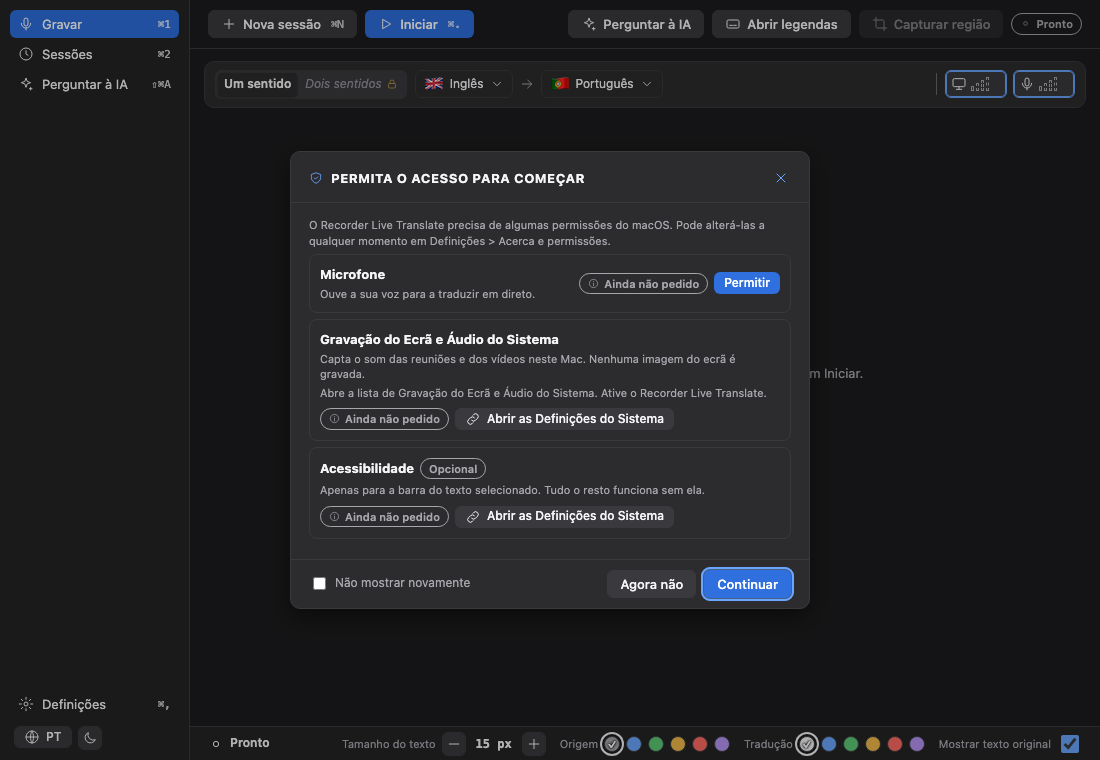 Gravar ⌘1
Sessões ⌘2
Perguntar à IA ⇧⌘A
Nova sessão ⌘N
Iniciar ⌘.
Perguntar à IA
Abrir legendas
Capturar região
Pronto
Um sentido
Dois sentidos
Inglês
Português
PERMITA O ACESSO PARA COMEÇAR
O Recorder Live Translate precisa de algumas permissões do macOS. Pode alterá-las a
qualquer momento em Definições > Acerca e permissões.
Microfone
Ouve a sua voz para a traduzir em direto.
Ainda não pedido
Permitir
Gravação do Ecrã e Áudio do Sistema
Capta o som das reuniões e dos vídeos neste Mac. Nenhuma imagem do ecrã é
gravada.
Abre a lista de Gravação do Ecrã e Áudio do Sistema. Ative o Recorder Live Translate.
Ainda não pedido
Abrir as Definições do Sistema
Acessibilidade
Opcional
Apenas para a barra do texto selecionado. Tudo o resto funciona sem ela.
Ainda não pedido
Abrir as Definições do Sistema
Não mostrar novamente
Agora não
Continuar
m Iniciar.
Definições ⌘,
PT
Pronto
Tamanho do texto
15 px
Origem
Tradução
Mostrar texto original